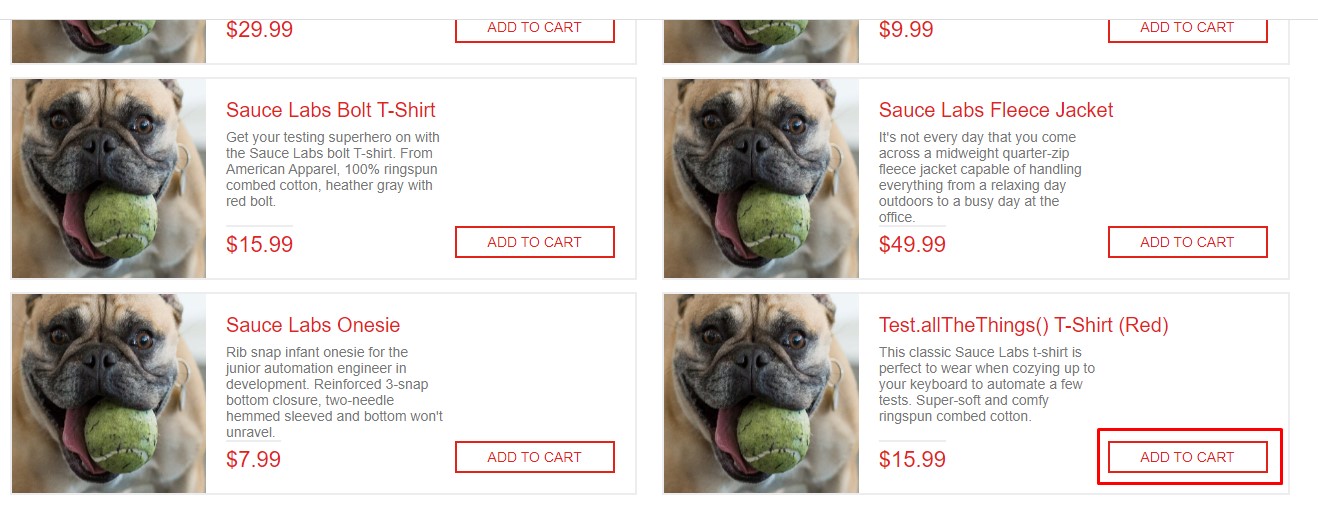 $29.99
ADD TO CART
$9.99
ADD TO CART
Sauce Labs Bolt T-Shirt
Get your testing superhero on with
the Sauce Labs bolt T-shirt. From
American Apparel, 100% ringspun
combed cotton, heather gray with
red bolt.
$15.99
ADD TO CART
Sauce Labs Fleece Jacket
It's not every day that you come
across a midweight quarter-zip
fleece jacket capable of handling
everything from a relaxing day
outdoors to a busy day at the
office.
$49.99
ADD TO CART
Sauce Labs Onesie
Rib snap infant onesie for the
junior automation engineer in
development. Reinforced 3-snap
bottom closure, two-needle
hemmed sleeved and bottom won't
unravel.
$7.99
ADD TO CART
Test.allTheThings() T-Shirt (Red)
This classic Sauce Labs t-shirt is
perfect to wear when cozying up to
your keyboard to automate a few
tests. Super-soft and comfy
ringspun combed cotton.
$15.99
ADD TO CART